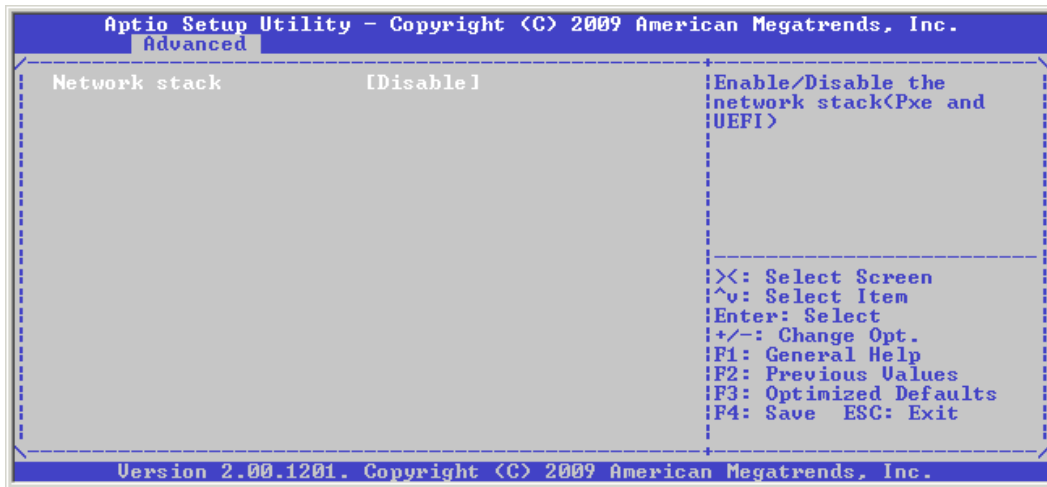 Aptio Setup Utility - Copyright (C) 2009 American Megatrends, Inc.
Advanced
Network stack [Disable]
Enable/Disable the
network stack(Pxe and
UEFI)
><: Select Screen
^v: Select Item
Enter: Select
+/-: Change Opt.
F1: General Help
F2: Previous Values
F3: Optimized Defaults
F4: Save ESC: Exit
Version 2.00.1201. Copyright (C) 2009 American Megatrends, Inc.